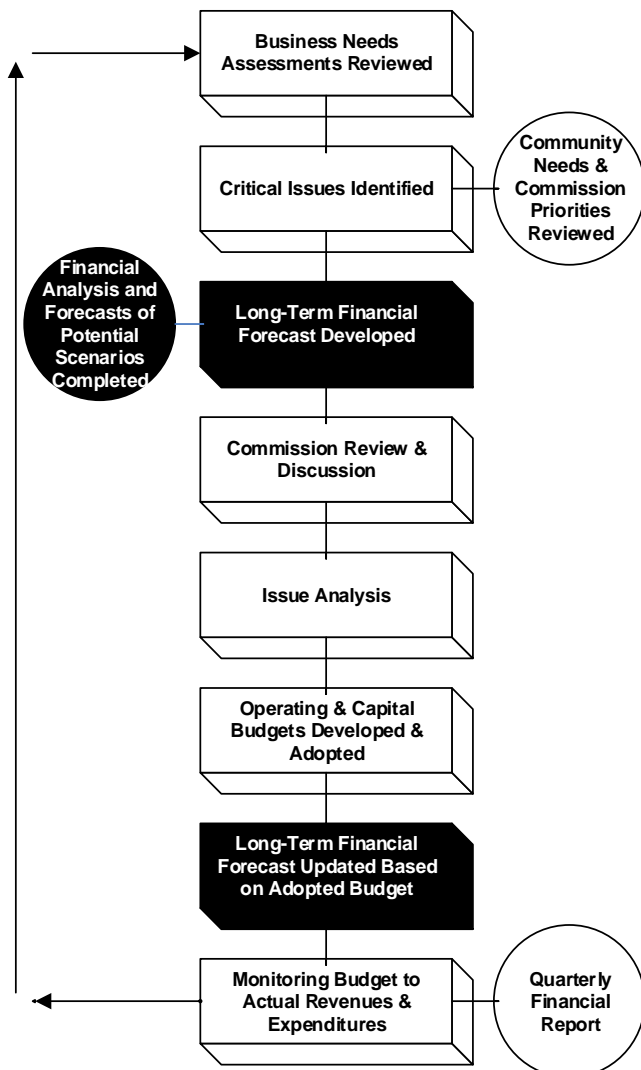 Business Needs
Assessments Reviewed
Critical Issues Identified
Community
Needs &
Commission
Priorities
Reviewed
Financial
Analysis and
Forecasts of
Potential
Scenarios
Completed
Long-Term Financial
Forecast Developed
Commission Review &
Discussion
Issue Analysis
Operating & Capital
Budgets Developed &
Adopted
Long-Term Financial
Forecast Updated Based
on Adopted Budget
Monitoring Budget to
Actual Revenues &
Expenditures
Quarterly
Financial
Report